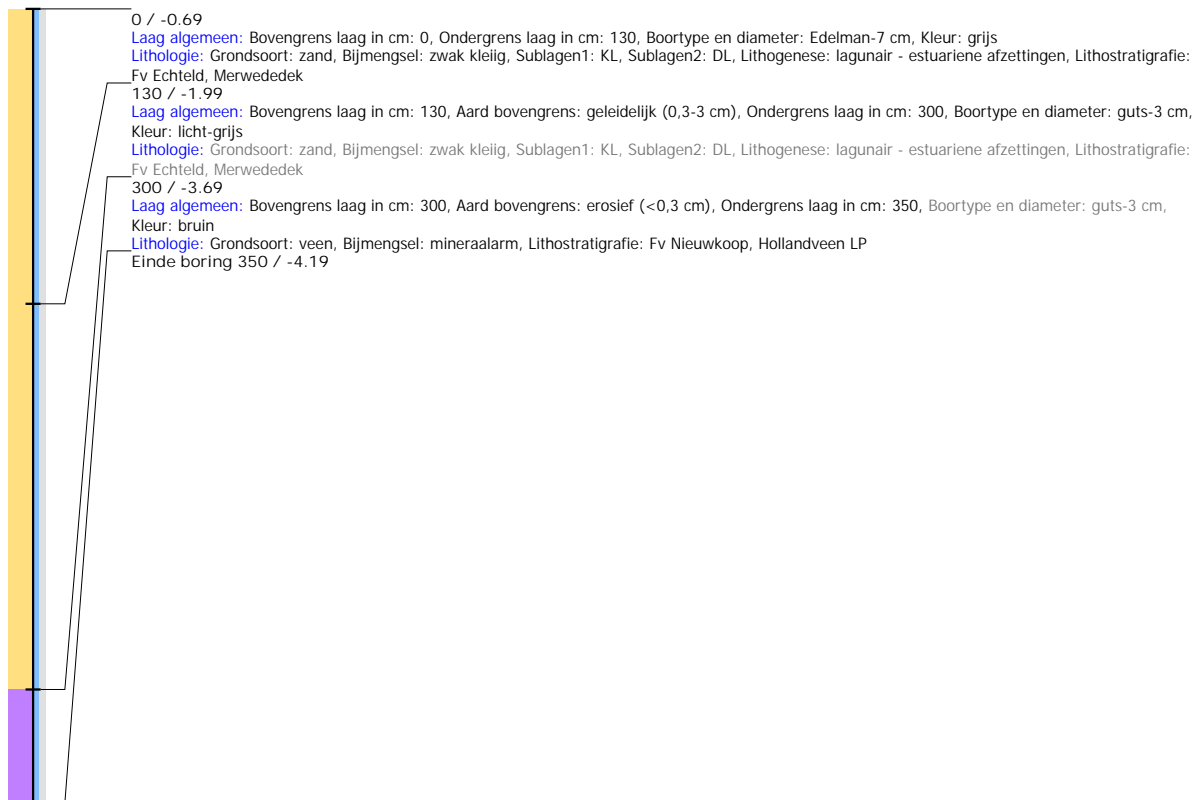 0 / -0.69
Laag algemeen: Bovengrens laag in cm: 0, Ondergrens laag in cm: 130, Boortype en diameter: Edelman-7 cm, Kleur: grijs
Lithologie: Grondsoort: zand, Bijmengsel: zwak kleiig, Sublagen1: KL, Sublagen2: DL, Lithogenese: lagunair - estuariene afzettingen, Lithostratigrafie:
Fv Echteld, Merwededek
130 / -1.99
Laag algemeen: Bovengrens laag in cm: 130, Aard bovengrens: geleidelijk (0,3-3 cm), Ondergrens laag in cm: 300, Boortype en diameter: guts-3 cm,
Kleur: licht-grijs
Lithologie: Grondsoort: zand, Bijmengsel: zwak kleiig, Sublagen1: KL, Sublagen2: DL, Lithogenese: lagunair - estuariene afzettingen, Lithostratigrafie:
Fv Echteld, Merwededek
300 / -3.69
Laag algemeen: Bovengrens laag in cm: 300, Aard bovengrens: erosief (<0,3 cm), Ondergrens laag in cm: 350, Boortype en diameter: guts-3 cm,
Kleur: bruin
Lithologie: Grondsoort: veen, Bijmengsel: mineraalarm, Lithostratigrafie: Fv Nieuwkoop, Hollandveen LP
Einde boring 350 / -4.19